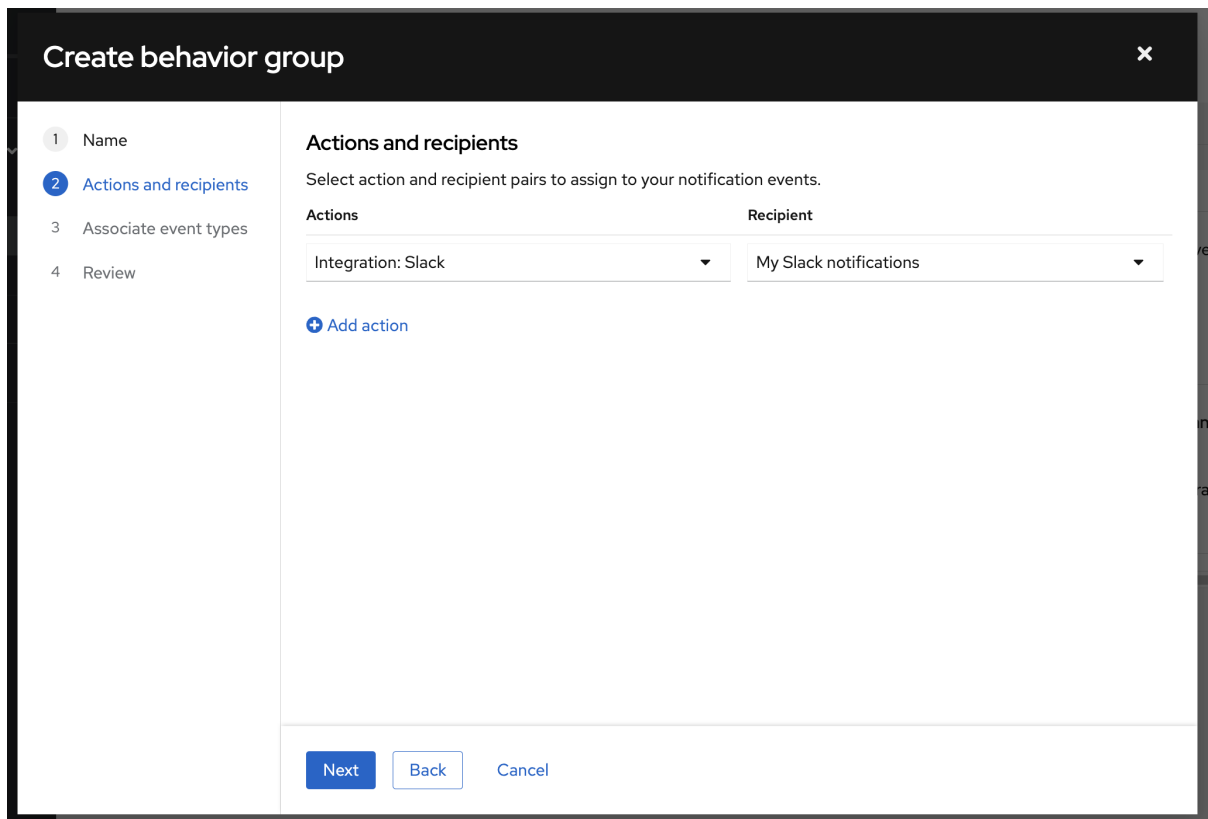 Create behavior group
1 Name
2 Actions and recipients
3 Associate event types
4 Review
Actions and recipients
Select action and recipient pairs to assign to your notification events.
Actions Recipient
Integration: Slack My Slack notifications
Add action
Next Back Cancel